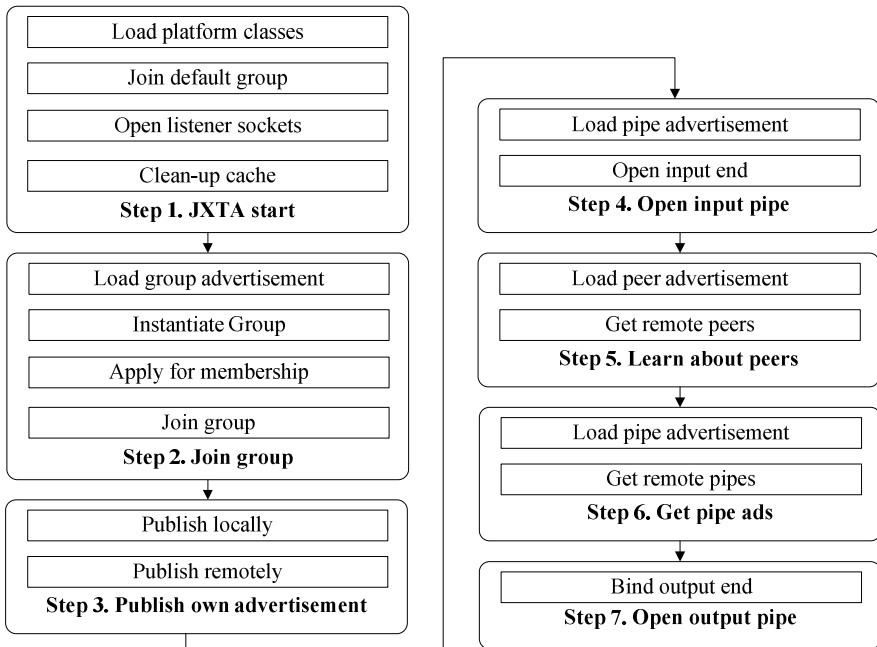 Load platform classes
Join default group
Open listener sockets
Clean-up cache
Step 1. JXTA start
Load group advertisement
Instantiate Group
Apply for membership
Join group
Step 2. Join group
Publish locally
Publish remotely
Step 3. Publish own advertisement
Load pipe advertisement
Open input end
Step 4. Open input pipe
Load peer advertisement
Get remote peers
Step 5. Learn about peers
Load pipe advertisement
Get remote pipes
Step 6. Get pipe ads
Bind output end
Step 7. Open output pipe